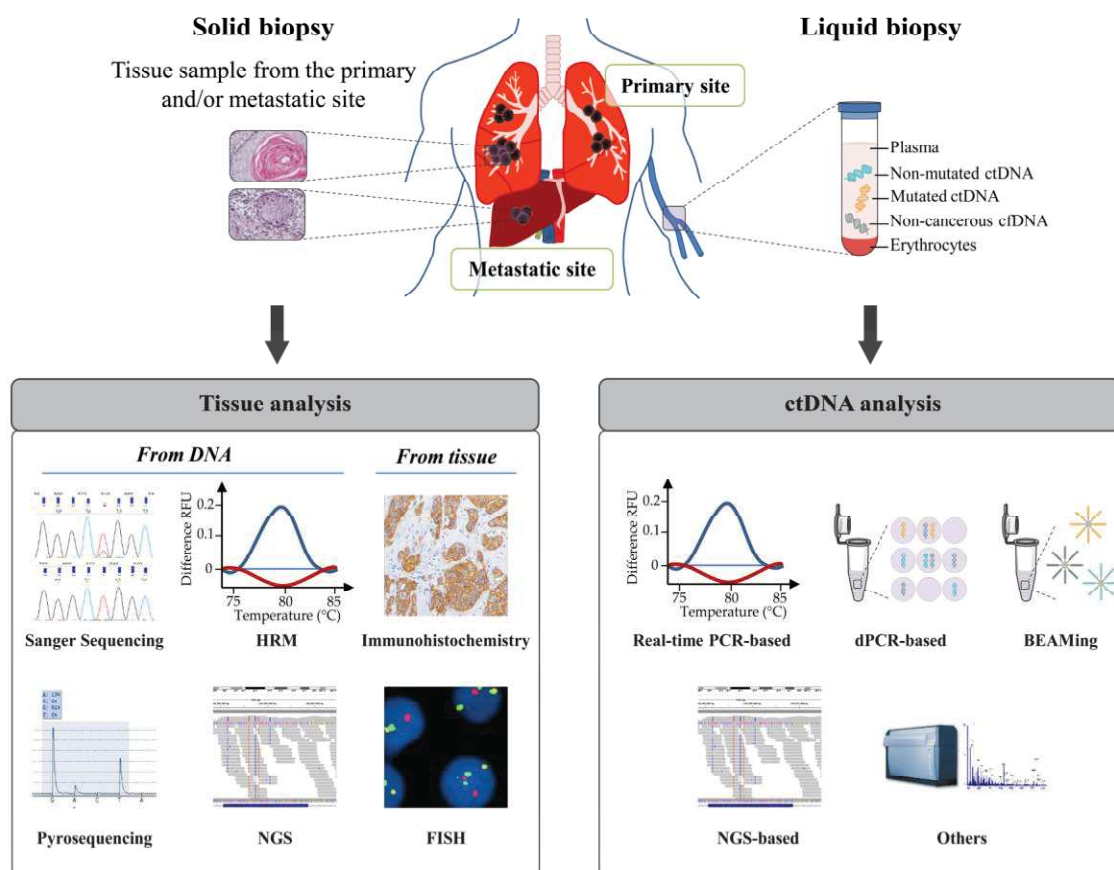 Solid biopsy
Liquid biopsy
Tissue sample from the primary
and/or metastatic site
Primary site
Metastatic site
Plasma
Non-mutated ctDNA
Mutated ctDNA
Non-cancerous cfDNA
Erythrocytes
Tissue analysis
From DNA
From tissue
Sanger Sequencing
Difference RFU
0.2
0.1
0
75
80
85
Temperature (°C)
HRM
Immunohistochemistry
Pyrosequencing
NGS
FISH
ctDNA analysis
Difference RFU
0.2
0.1
0
75
80
85
Temperature (°C)
Real-time PCR-based
dPCR-based
BEAMing
NGS-based
Others